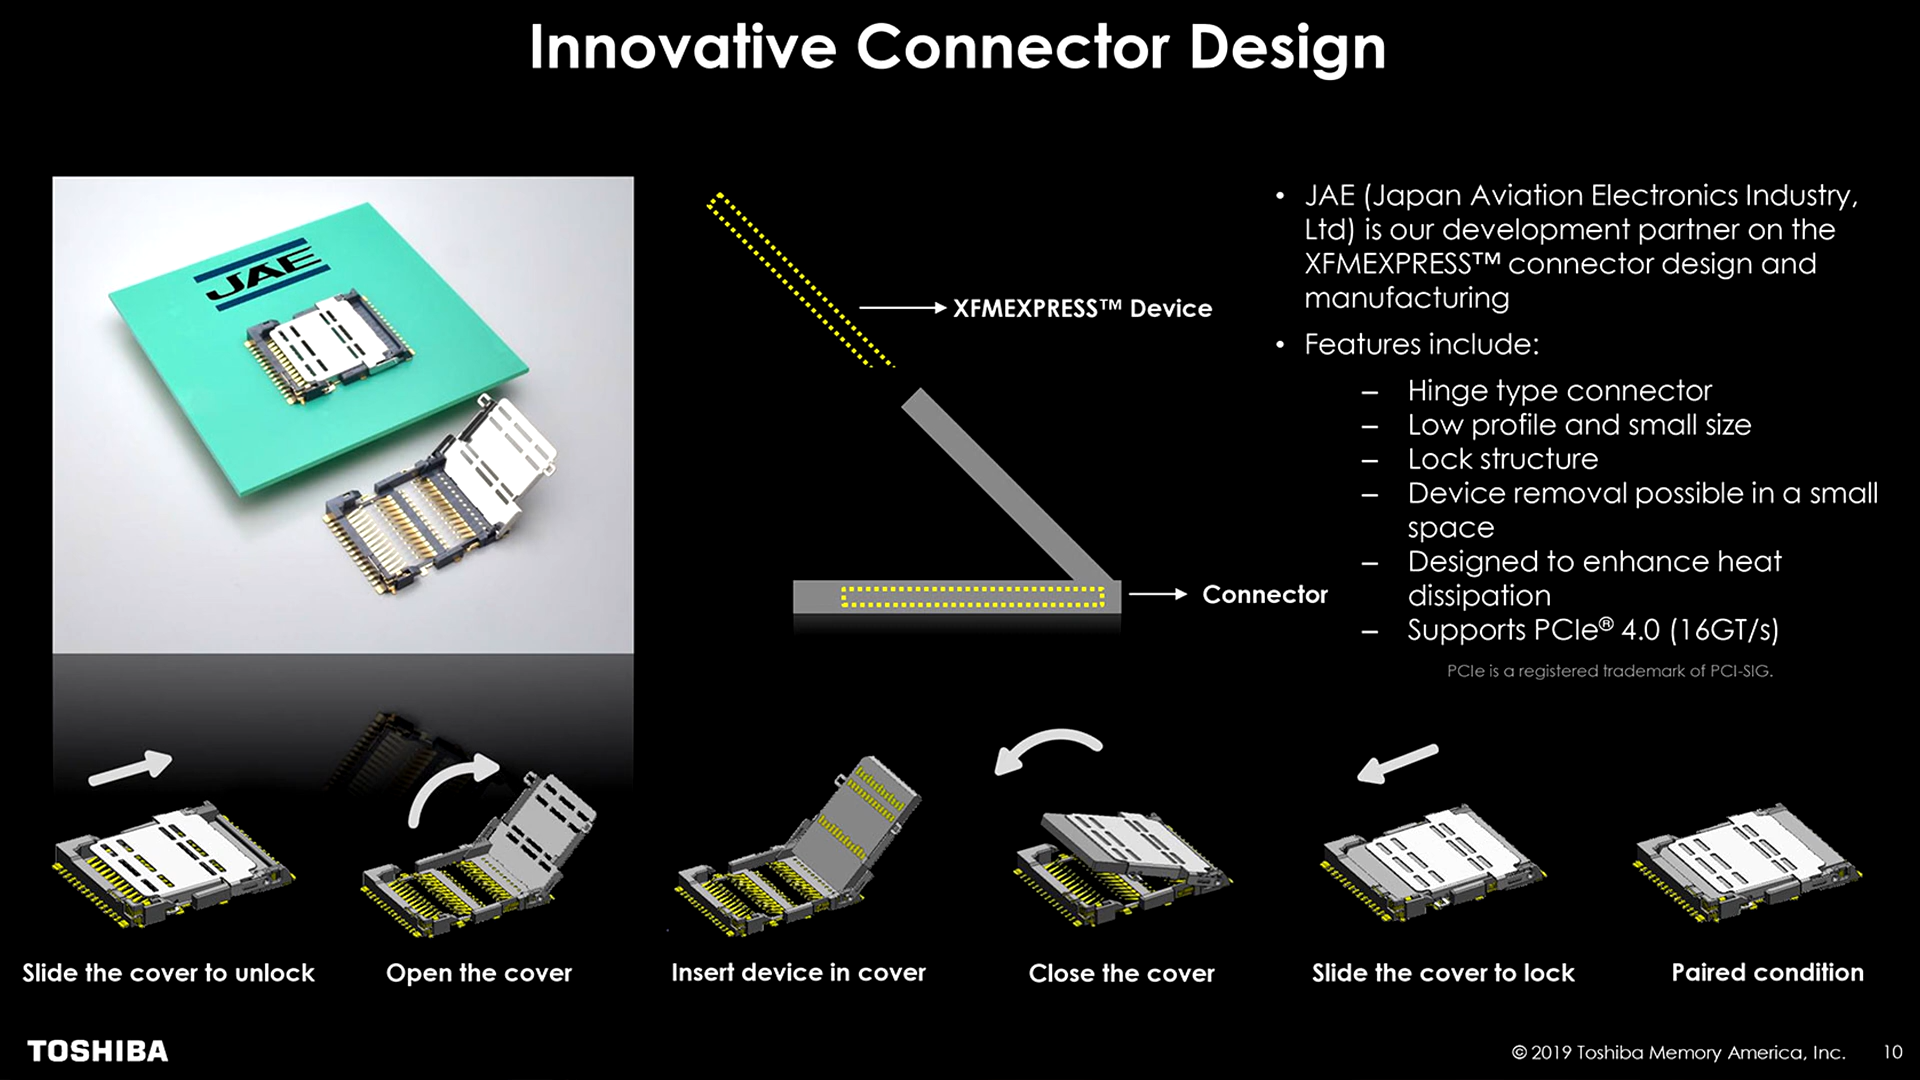 Innovative Connector Design
JAE
XFMEXPRESS™ Device
Connector
• JAE (Japan Aviation Electronics Industry,
Ltd) is our development partner on the
XFMEXPRESS™ connector design and
manufacturing
• Features include:
– Hinge type connector
– Low profile and small size
– Lock structure
– Device removal possible in a small
space
– Designed to enhance heat
dissipation
– Supports PCIe® 4.0 (16GT/s)
PCIe is a registered trademark of PCI-SIG.
Slide the cover to unlock
Open the cover
Insert device in cover
Close the cover
Slide the cover to lock
Paired condition
TOSHIBA
© 2019 Toshiba Memory America, Inc.
10